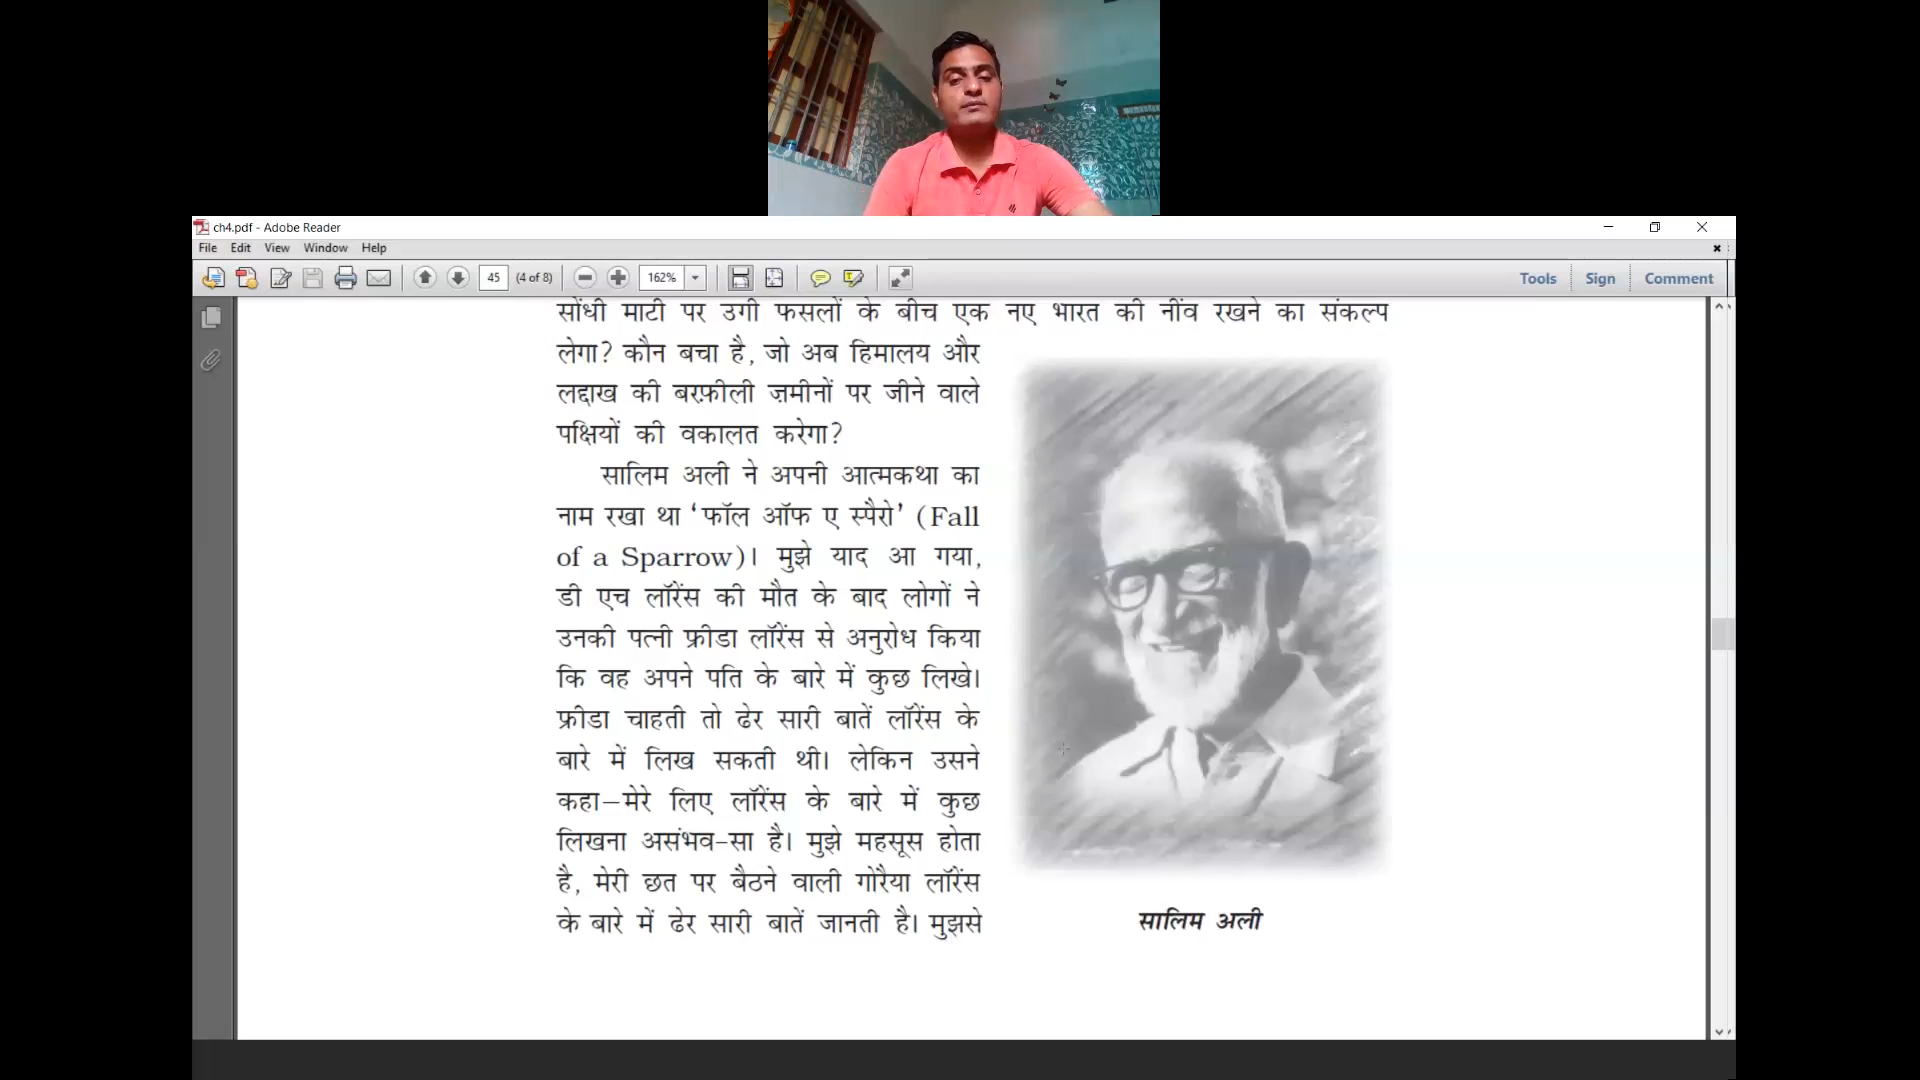 ch4.pdf - Adobe Reader
File Edit View Window Help
45 (4 of 8) 162% Tools Sign Comment
सोंधी माटी पर उगी फसलों के बीच एक नए भारत की नींव रखने का संकल्प
लेगा? कौन बचा है, जो अब हिमालय और
लद्दाख की बरफ़ीली ज़मीनों पर जीने वाले
पक्षियों की वकालत करेगा?
सालिम अली ने अपनी आत्मकथा का
नाम रखा था ‘फॉल ऑफ ए स्पैरो’ (Fall
of a Sparrow)। मुझे याद आ गया,
डी एच लॉरेंस की मौत के बाद लोगों ने
उनकी पत्नी फ्रीडा लॉरेंस से अनुरोध किया
कि वह अपने पति के बारे में कुछ लिखे।
फ्रीडा चाहती तो ढेर सारी बातें लॉरेंस के
बारे में लिख सकती थी। लेकिन उसने
कहा–मेरे लिए लॉरेंस के बारे में कुछ
लिखना असंभव-सा है। मुझे महसूस होता
है, मेरी छत पर बैठने वाली गोरैया लॉरेंस
के बारे में ढेर सारी बातें जानती है। मुझसे
सालिम अली